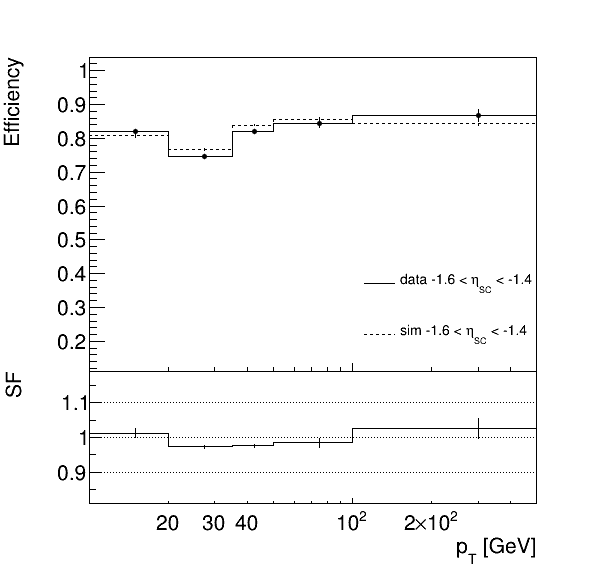 Efficiency
1
0.9
0.8
0.7
0.6
0.5
0.4
0.3
0.2
data -1.6 < η_SC < -1.4
sim -1.6 < η_SC < -1.4
SF
1.1
1
0.9
20 30 40 10² 2×10²
p_T [GeV]